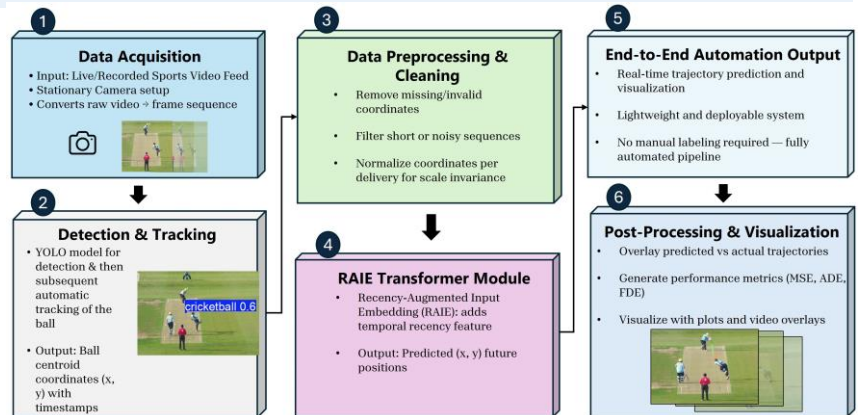 1
Data Acquisition
• Input: Live/Recorded Sports Video Feed
• Stationary Camera setup
• Converts raw video → frame sequence
2
Detection & Tracking
• YOLO model for
detection & then
subsequent
automatic
tracking of the
ball
cricketball 0.6
• Output: Ball
centroid
coordinates (x,
y) with
timestamps
3
Data Preprocessing &
Cleaning
• Remove missing/invalid
coordinates
• Filter short or noisy sequences
• Normalize coordinates per
delivery for scale invariance
4
RAIE Transformer Module
• Recency-Augmented Input
Embedding (RAIE): adds
temporal recency feature
• Output: Predicted (x, y) future
positions
5
End-to-End Automation Output
• Real-time trajectory prediction and
visualization
• Lightweight and deployable system
• No manual labeling required — fully
automated pipeline
6
Post-Processing & Visualization
• Overlay predicted vs actual trajectories
• Generate performance metrics (MSE, ADE,
FDE)
• Visualize with plots and video overlays